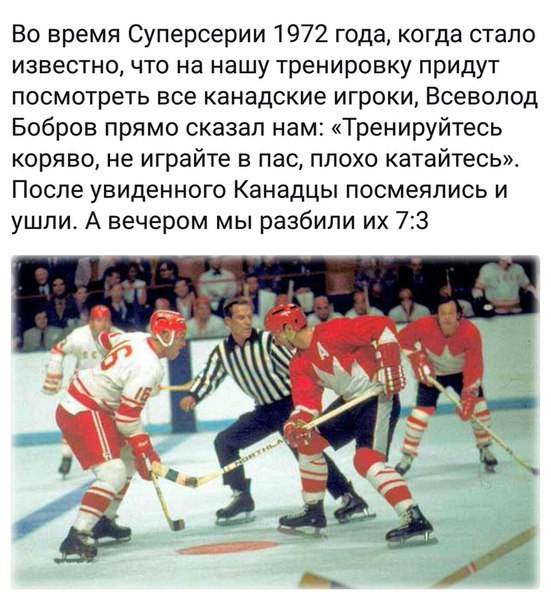 Во время Суперсерии 1972 года, когда стало
известно, что на нашу тренировку придут
посмотреть все канадские игроки, Всеволод
Бобров прямо сказал нам: «Тренируйтесь
коряво, не играйте в пас, плохо катайтесь».
После увиденного Канадцы посмеялись и
ушли. А вечером мы разбили их 7:3
16
A
NORTHLA